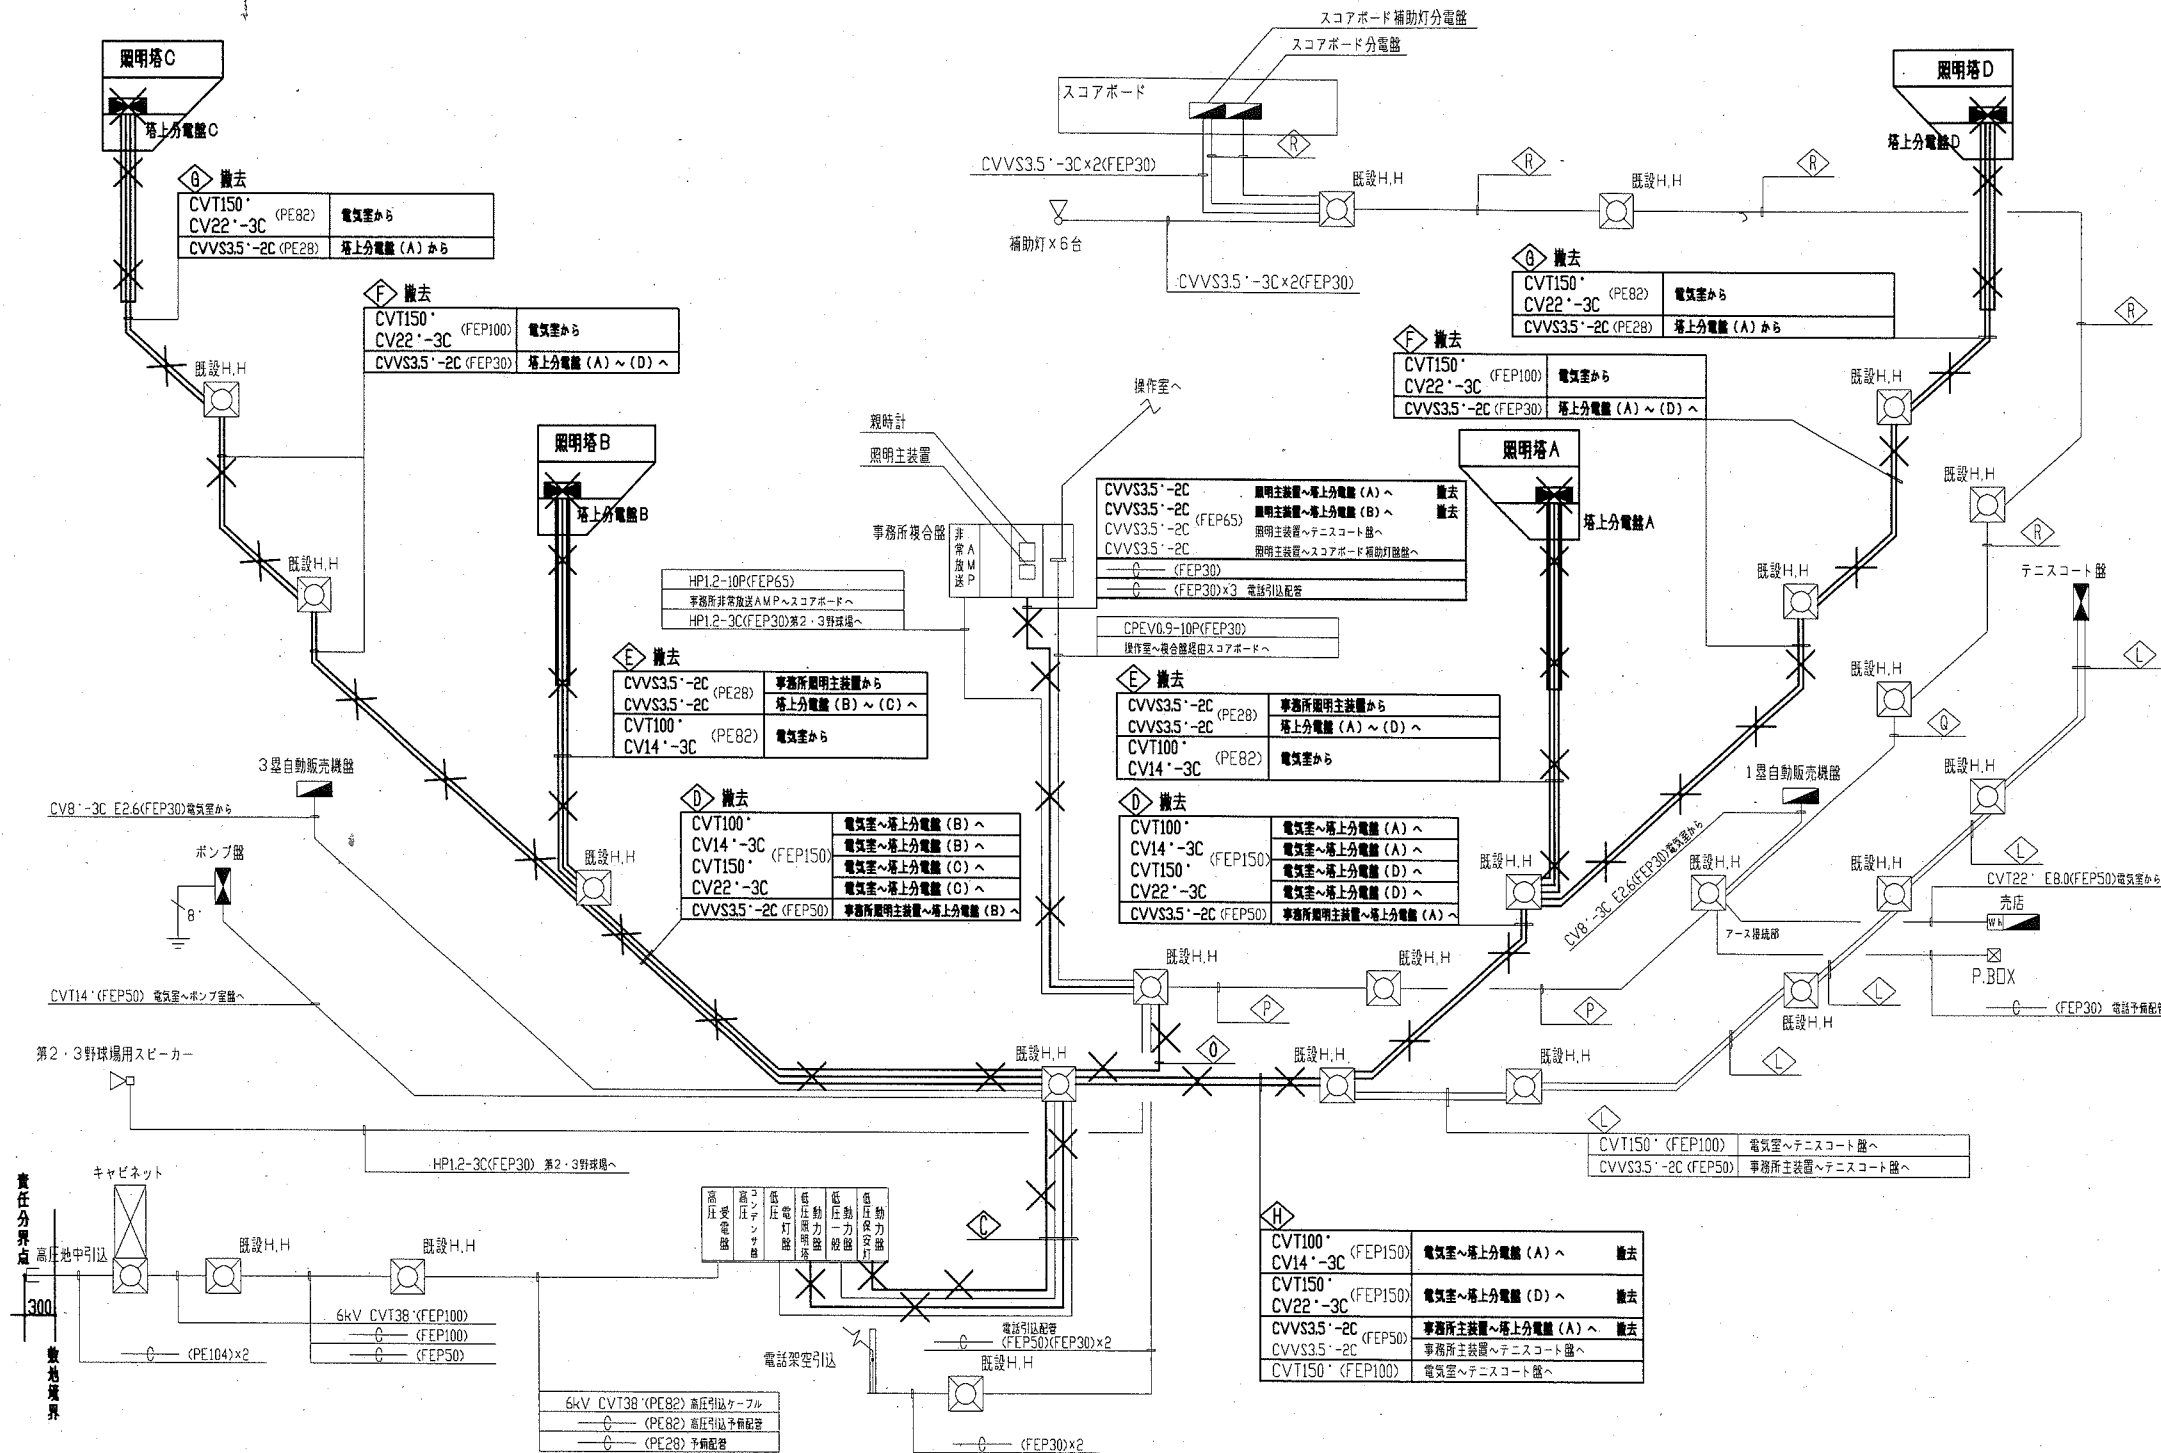 スコアボード補助灯分電盤
スコアボード分電盤
照明塔C
塔上分電盤C
スコアボード
照明塔D
塔上分電盤D
R
CVVS3.5゜-3C×2(FEP30)
既設H,H
R
既設H,H
R
補助灯×6台
CVVS3.5゜-3C×2(FEP30)
R
G 撤去
CVT150゜
CV22゜-3C
(PE82)
電気室から
CVVS3.5゜-2C(PE28) 塔上分電盤(A)から
F 撤去
CVT150゜
CV22゜-3C
(FEP100)
電気室から
CVVS3.5゜-2C(FEP30) 塔上分電盤(A)~(D)へ
G 撤去
CVT150゜
CV22゜-3C
(PE82)
電気室から
CVVS3.5゜-2C(PE28) 塔上分電盤(A)から
F 撤去
CVT150゜
CV22゜-3C
(FEP100)
電気室から
CVVS3.5゜-2C(FEP30) 塔上分電盤(A)~(D)へ
既設H,H
既設H,H
操作室へ
親時計
照明主装置
照明塔B
塔上分電盤B
照明塔A
塔上分電盤A
既設H,H
R
テニスコート盤
事務所複合盤
非常放送
AMP
CVVS3.5゜-2C 照明主装置~塔上分電盤(A)へ 撤去
CVVS3.5゜-2C 照明主装置~塔上分電盤(B)へ 撤去
(FEP65)
CVVS3.5゜-2C 照明主装置~テニスコート盤へ
CVVS3.5゜-2C 照明主装置~スコアボード補助灯盤盤へ
C (FEP30)
C (FEP30)×3 電話引込配管
既設H,H
既設H,H
HP1.2-10P(FEP65)
事務所非常放送AMP~スコアボードへ
HP1.2-3C(FEP30)第2・3野球場へ
CPEV0.9-10P(FEP30)
操作室~複合盤経由スコアボードへ
E 撤去
CVVS3.5゜-2C
CVVS3.5゜-2C
(PE28)
事務所照明主装置から
塔上分電盤(B)~(C)へ
CVT100゜
CV14゜-3C
(PE82)
電気室から
E 撤去
CVVS3.5゜-2C
CVVS3.5゜-2C
(PE28)
事務所照明主装置から
塔上分電盤(A)~(D)へ
CVT100゜
CV14゜-3C
(PE82)
電気室から
既設H,H
L
Q
3塁自動販売機盤
CV8゜-3C E2.6(FEP30)電気室から
1塁自動販売機盤
既設H,H
D 撤去
CVT100゜ 電気室~塔上分電盤(B)へ
CV14゜-3C 電気室~塔上分電盤(B)へ
(FEP150)
CVT150゜ 電気室~塔上分電盤(C)へ
CV22゜-3C 電気室~塔上分電盤(C)へ
CVVS3.5゜-2C(FEP50) 事務所照明主装置~塔上分電盤(B)へ
D 撤去
CVT100゜ 電気室~塔上分電盤(A)へ
CV14゜-3C 電気室~塔上分電盤(A)へ
(FEP150)
CVT150゜ 電気室~塔上分電盤(D)へ
CV22゜-3C 電気室~塔上分電盤(D)へ
CVVS3.5゜-2C(FEP50) 事務所照明主装置~塔上分電盤(A)へ
ポンプ盤
8゜
既設H,H
既設H,H
CV8゜-3C E2.6(FEP30)電気室から
既設H,H
既設H,H
L
CVT22゜ E8.0(FEP50)電気室から
売店
Wh
アース接続部
P.BOX
CVT14゜(FEP50) 電気室~ポンプ室盤へ
既設H,H
P
既設H,H
P
L
既設H,H
C (FEP30) 電話予備配管
第2・3野球場用スピーカー
既設H,H
O
既設H,H
既設H,H
L
HP1.2-3C(FEP30) 第2・3野球場へ
L
CVT150゜(FEP100) 電気室~テニスコート盤へ
CVVS3.5゜-2C(FEP50) 事務所主装置~テニスコート盤へ
責任分界点
キャビネット
高圧地中引込
既設H,H
既設H,H
高圧受電盤
高圧コンデンサ盤
低圧電灯盤
低圧照明塔動力盤
低圧一般動力盤
低圧保安灯動力盤
C
H
CVT100゜
CV14゜-3C
(FEP150)
電気室~塔上分電盤(A)へ 撤去
CVT150゜
CV22゜-3C
(FEP150)
電気室~塔上分電盤(D)へ 撤去
CVVS3.5゜-2C 事務所主装置~塔上分電盤(A)へ 撤去
(FEP50)
CVVS3.5゜-2C 事務所主装置~テニスコート盤へ
CVT150゜(FEP100) 電気室~テニスコート盤へ
300
敷地境界
6kV CVT38゜(FEP100)
C (FEP100)
C (FEP50)
C (PE104)×2
電話架空引込
電話引込配管
C (FEP50)(FEP30)×2
既設H,H
6kV CVT38゜(PE82) 高圧引込ケーブル
C (PE82) 高圧引込予備配管
C (PE28) 予備配管
C (FEP30)×2